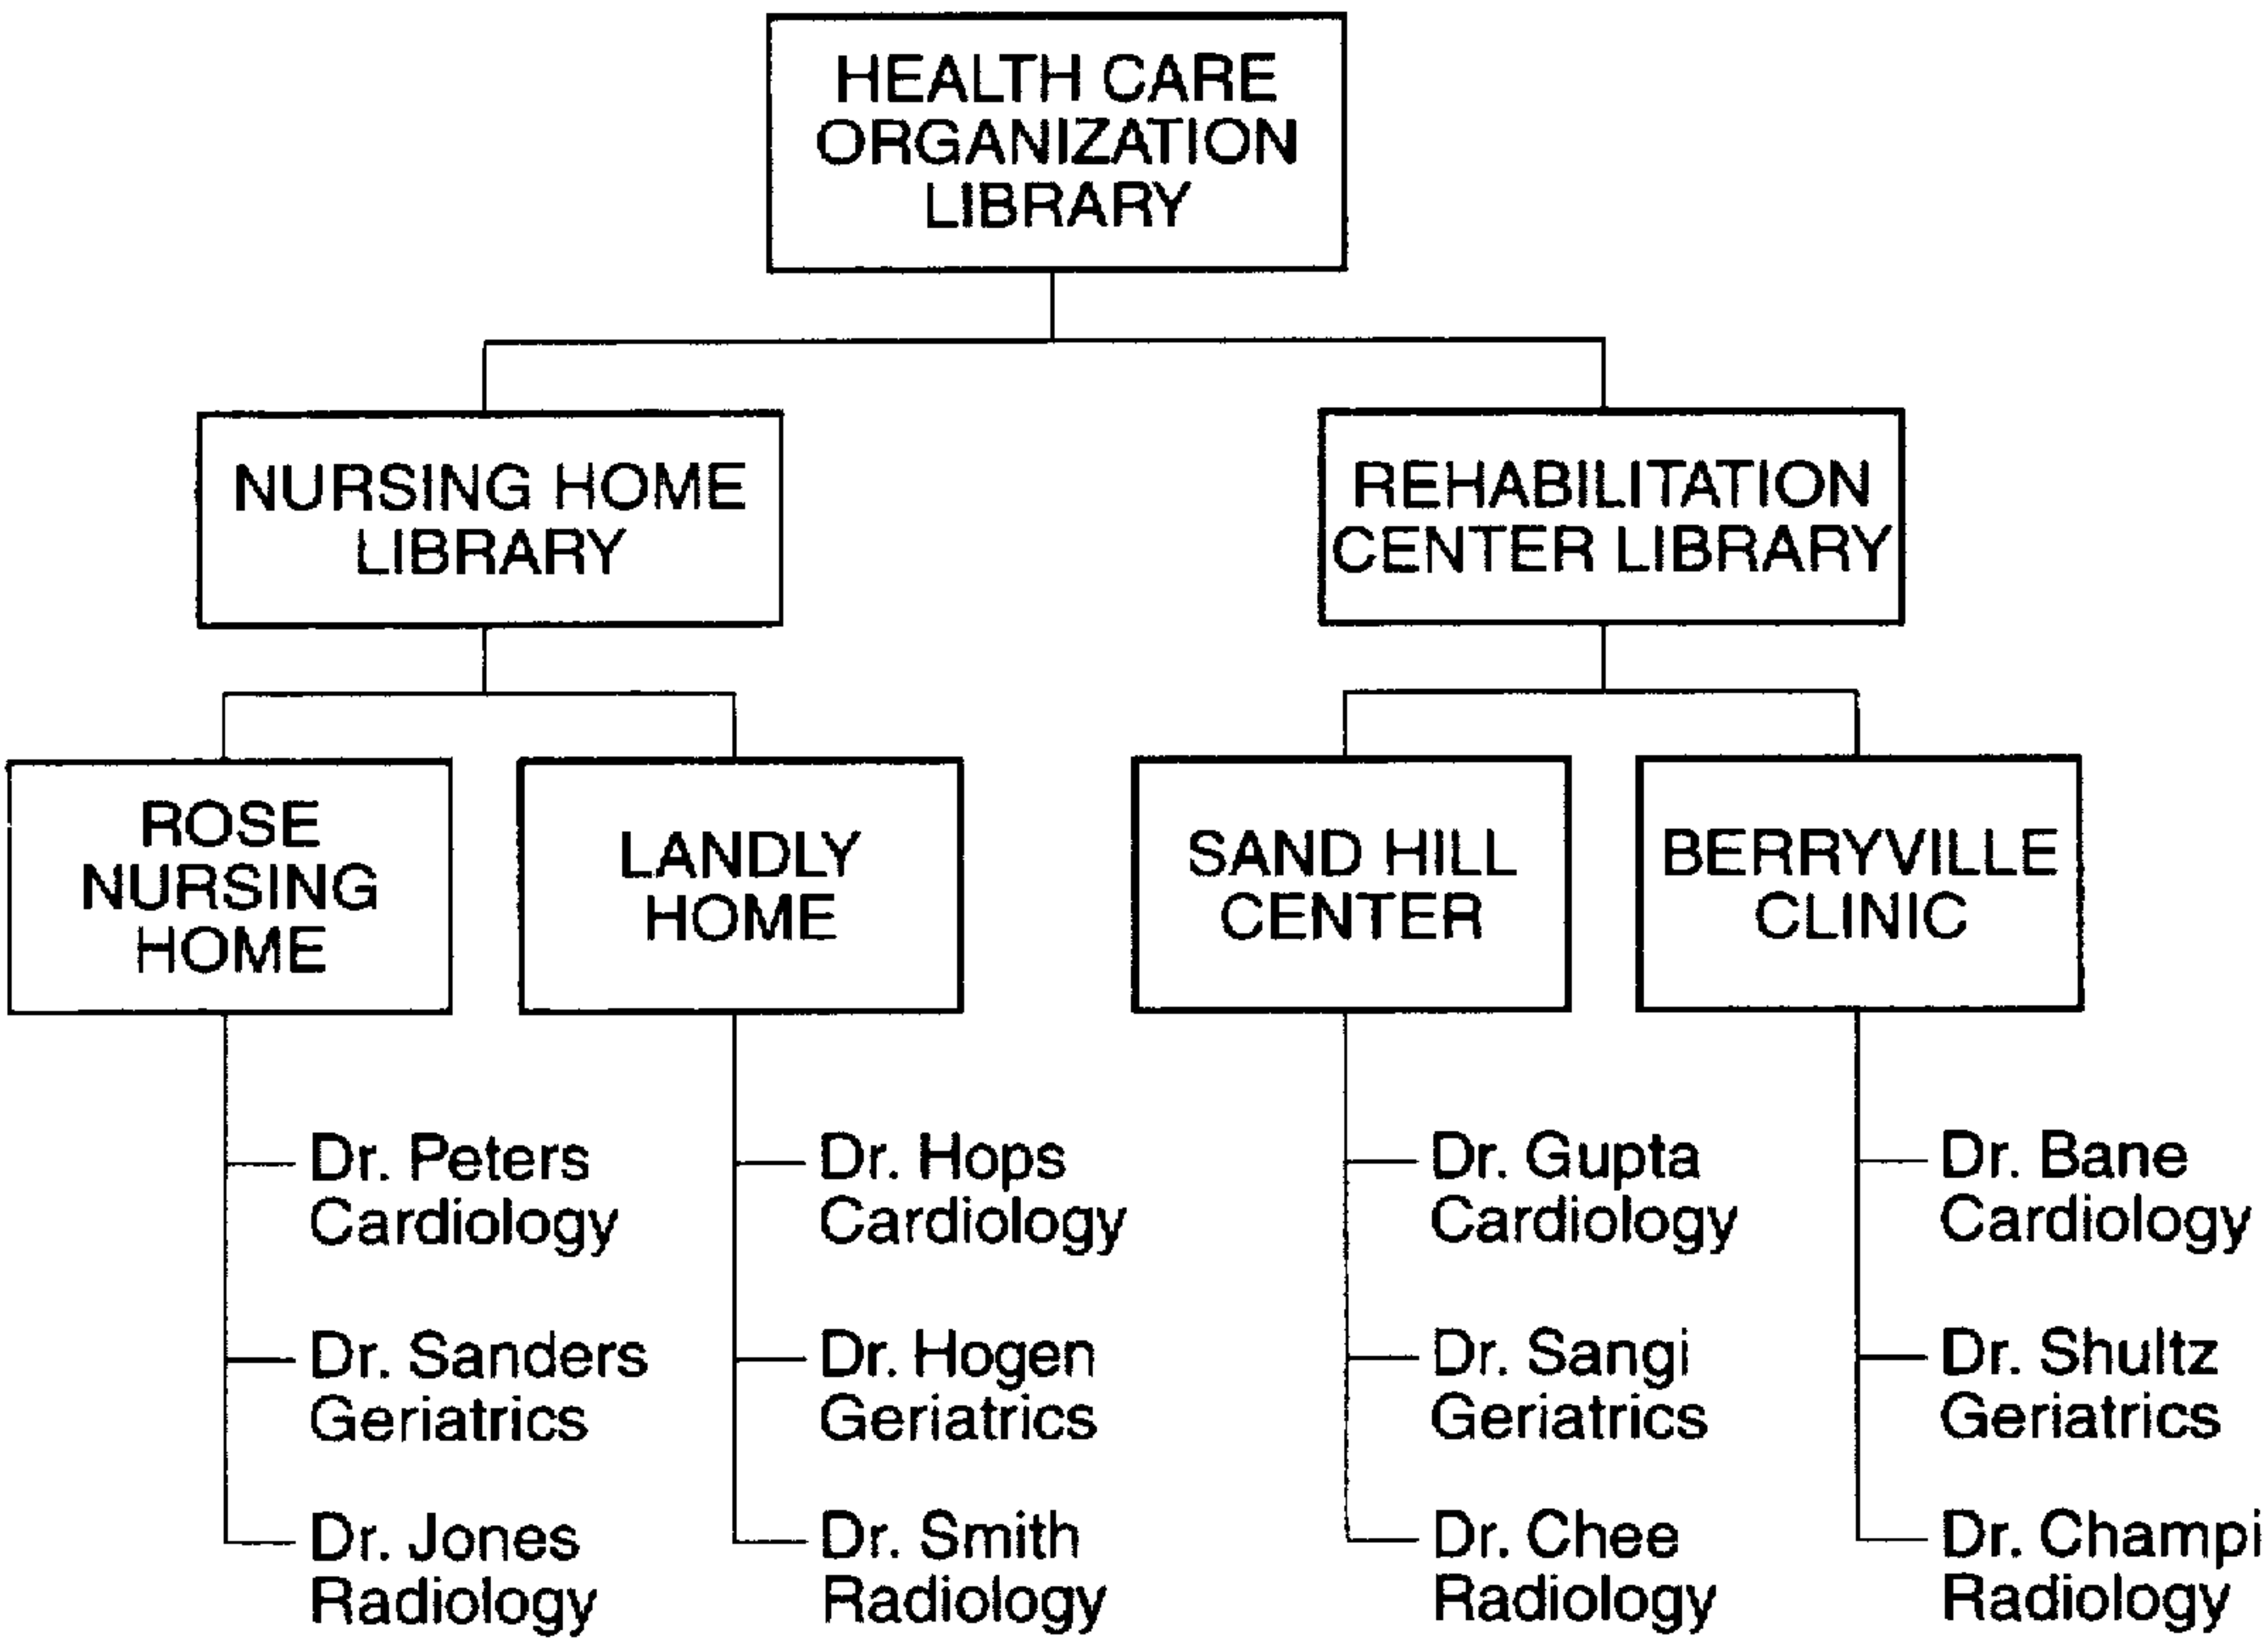 HEALTH CARE
ORGANIZATION
LIBRARY
NURSING HOME
LIBRARY
REHABILITATION
CENTER LIBRARY
ROSE
NURSING
HOME
LANDLY
HOME
SAND HILL
CENTER
BERRYVILLE
CLINIC
Dr. Peters
Cardiology
Dr. Sanders
Geriatrics
Dr. Jones
Radiology
Dr. Hops
Cardiology
Dr. Hogen
Geriatrics
Dr. Smith
Radiology
Dr. Gupta
Cardiology
Dr. Sangi
Geriatrics
Dr. Chee
Radiology
Dr. Bane
Cardiology
Dr. Shultz
Geriatrics
Dr. Champi
Radiology